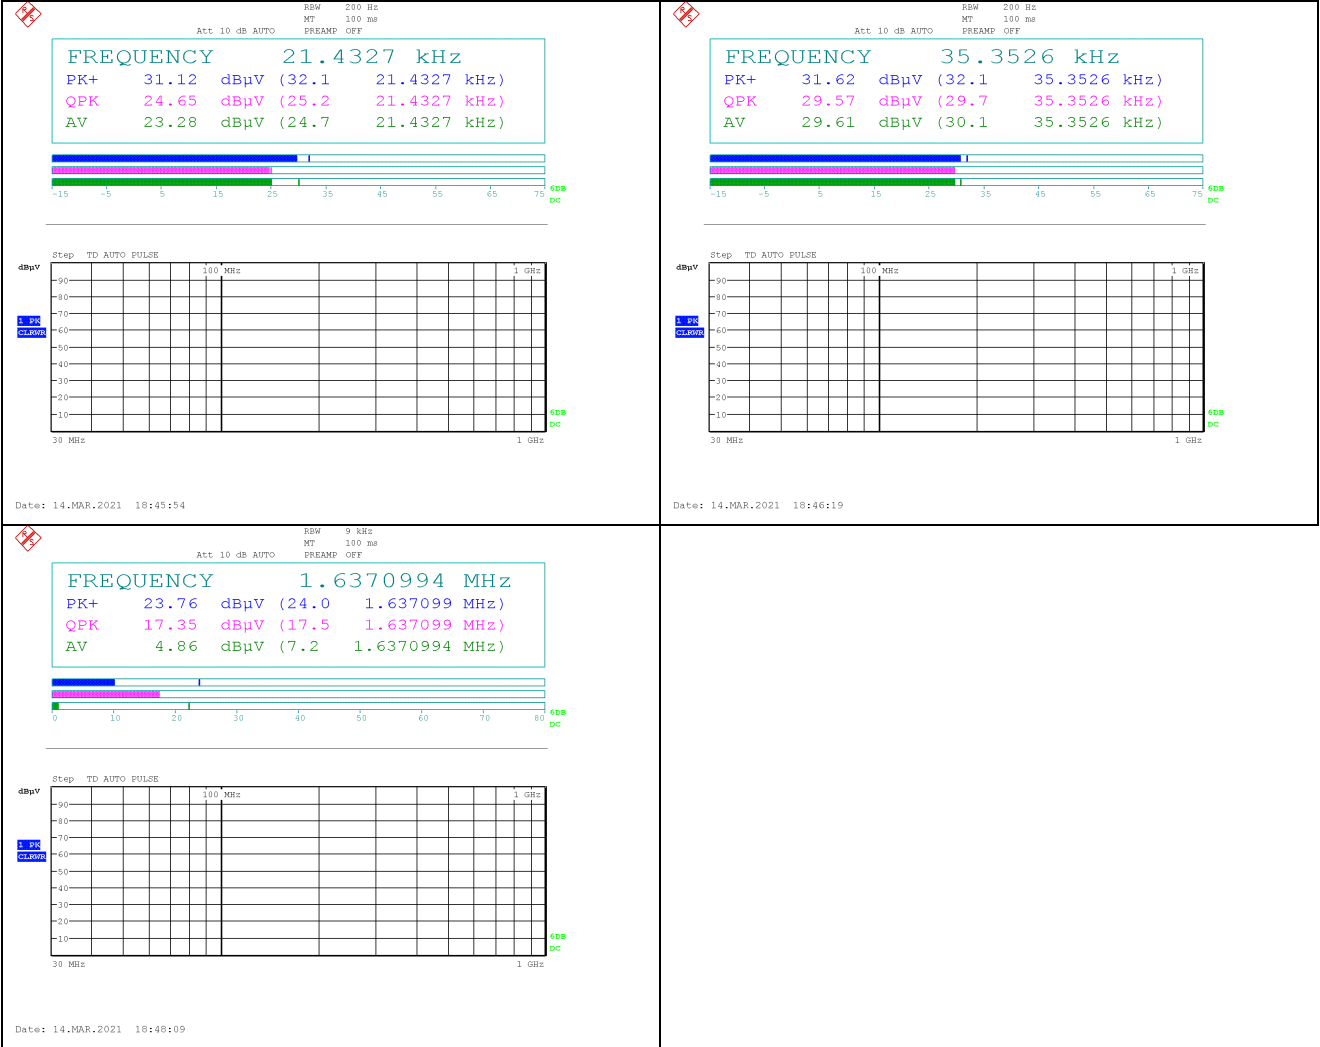 RBW 200 Hz
MT 100 ms
Att 10 dB AUTO PREAMP OFF
FREQUENCY 21.4327 kHz
PK+ 31.12 dBµV (32.1 21.4327 kHz)
QPK 24.65 dBµV (25.2 21.4327 kHz)
AV 23.28 dBµV (24.7 21.4327 kHz)
-15 -5 5 15 25 35 45 55 65 75
6DB
DC
Step TD AUTO PULSE
dBµV
100 MHz 1 GHz
90
80
70
1 PK
CLRWR
60
50
40
30
20
10
6DB
DC
30 MHz 1 GHz
Date: 14.MAR.2021 18:45:54
RBW 200 Hz
MT 100 ms
Att 10 dB AUTO PREAMP OFF
FREQUENCY 35.3526 kHz
PK+ 31.62 dBµV (32.1 35.3526 kHz)
QPK 29.57 dBµV (29.7 35.3526 kHz)
AV 29.61 dBµV (30.1 35.3526 kHz)
-15 -5 5 15 25 35 45 55 65 75
6DB
DC
Step TD AUTO PULSE
dBµV
100 MHz 1 GHz
90
80
70
1 PK
CLRWR
60
50
40
30
20
10
6DB
DC
30 MHz 1 GHz
Date: 14.MAR.2021 18:46:19
RBW 9 kHz
MT 100 ms
Att 10 dB AUTO PREAMP OFF
FREQUENCY 1.6370994 MHz
PK+ 23.76 dBµV (24.0 1.637099 MHz)
QPK 17.35 dBµV (17.5 1.637099 MHz)
AV 4.86 dBµV (7.2 1.6370994 MHz)
0 10 20 30 40 50 60 70 80
6DB
DC
Step TD AUTO PULSE
dBµV
100 MHz 1 GHz
90
80
70
1 PK
CLRWR
60
50
40
30
20
10
6DB
DC
30 MHz 1 GHz
Date: 14.MAR.2021 18:48:09